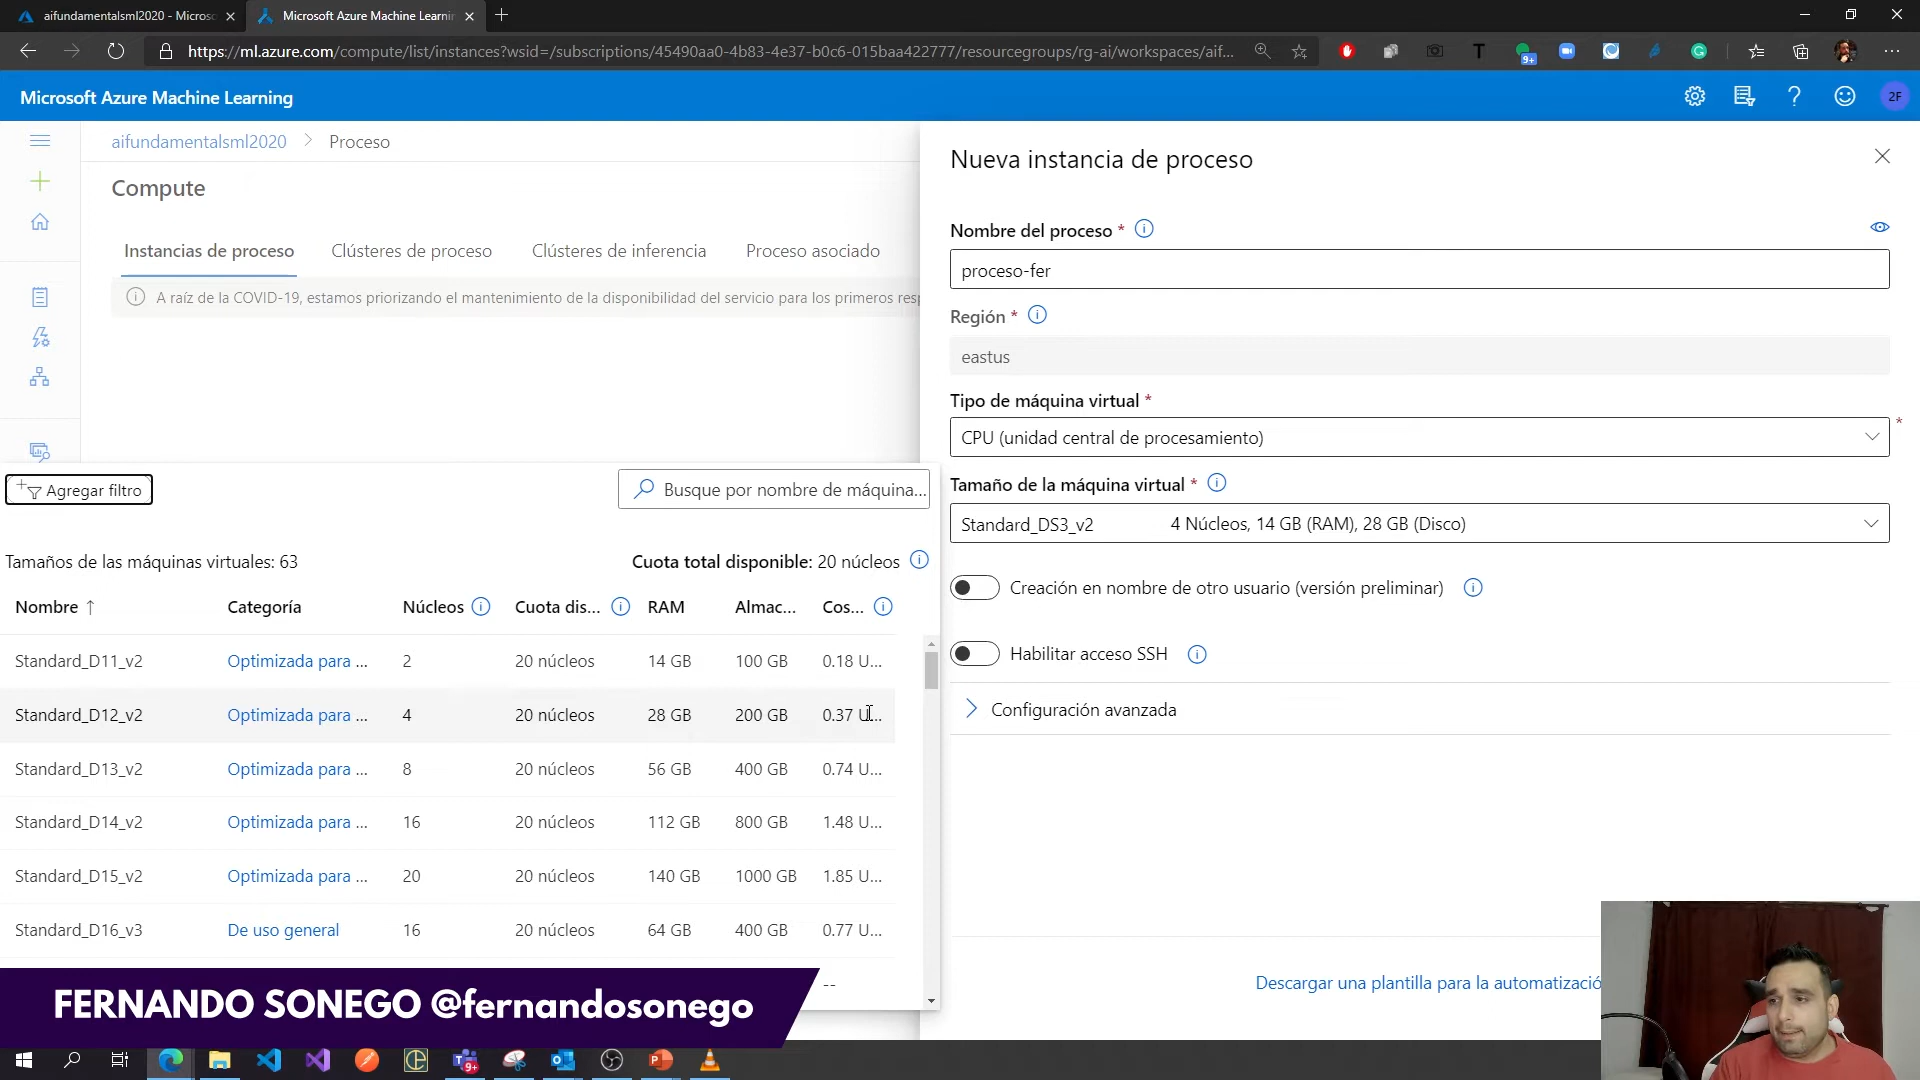 aifundamentalsml2020 - Microso
Microsoft Azure Machine Learnin
https://ml.azure.com/compute/list/instances?wsid=/subscriptions/45490aa0-4b83-4e37-b0c6-015baa422777/resourcegroups/rg-ai/workspaces/aif...
9+
Microsoft Azure Machine Learning
2F
aifundamentalsml2020 > Proceso
Compute
Instancias de proceso
Clústeres de proceso
Clústeres de inferencia
Proceso asociado
A raíz de la COVID-19, estamos priorizando el mantenimiento de la disponibilidad del servicio para los primeros resp
Nueva instancia de proceso
Nombre del proceso *
proceso-fer
Región *
eastus
Tipo de máquina virtual *
CPU (unidad central de procesamiento)
*
Tamaño de la máquina virtual *
Standard_DS3_v2 4 Núcleos, 14 GB (RAM), 28 GB (Disco)
Creación en nombre de otro usuario (versión preliminar)
Habilitar acceso SSH
Configuración avanzada
Descargar una plantilla para la automatizació
Agregar filtro
Busque por nombre de máquina...
Tamaños de las máquinas virtuales: 63
Cuota total disponible: 20 núcleos
Nombre ↑ Categoría Núcleos Cuota dis... RAM Almac... Cos...
Standard_D11_v2 Optimizada para ... 2 20 núcleos 14 GB 100 GB 0.18 U...
Standard_D12_v2 Optimizada para ... 4 20 núcleos 28 GB 200 GB 0.37 U...
Standard_D13_v2 Optimizada para ... 8 20 núcleos 56 GB 400 GB 0.74 U...
Standard_D14_v2 Optimizada para ... 16 20 núcleos 112 GB 800 GB 1.48 U...
Standard_D15_v2 Optimizada para ... 20 20 núcleos 140 GB 1000 GB 1.85 U...
Standard_D16_v3 De uso general 16 20 núcleos 64 GB 400 GB 0.77 U...
--
FERNANDO SONEGO @fernandosonego
9+